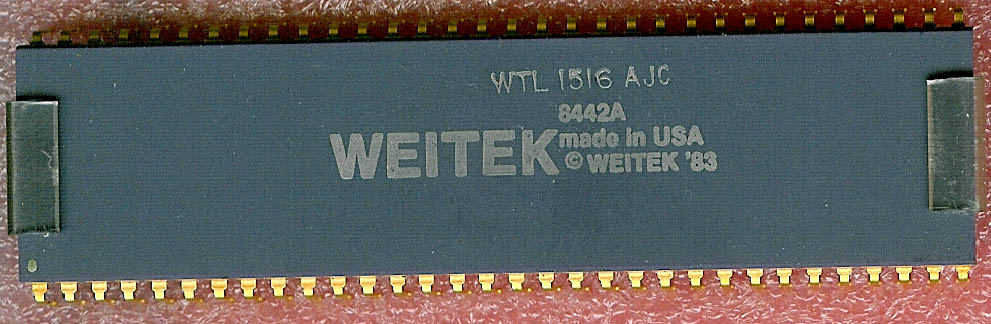 WTL 1516 AJC
8442A
WEITEK made in USA
© WEITEK '83